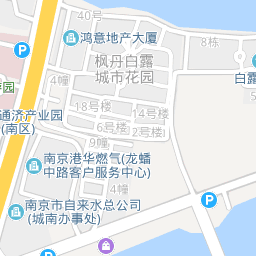 鸿意地产大厦
8栋
枫丹白露
城市花园
白露
4幢
18号楼
14号楼
通济产业园
(南区)
6号楼
2号楼
19幢
南京港华燃气(龙蟠
中路客户服务中心)
4幢
南京市自来水总公司
(城南办事处)